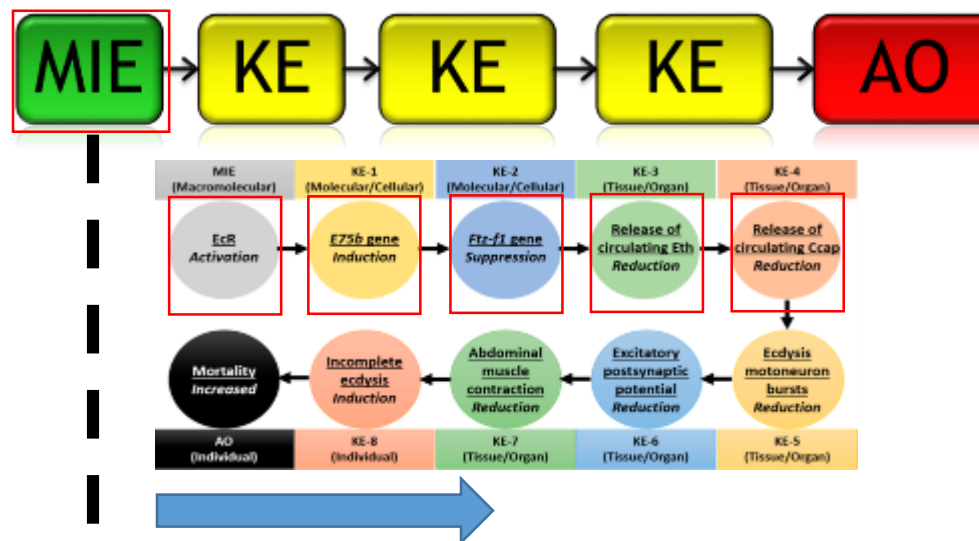 MIE KE KE KE AO
MIE
(Macromolecular)
KE-1
(Molecular/Cellular)
KE-2
(Molecular/Cellular)
KE-3
(Tissue/Organ)
KE-4
(Tissue/Organ)
EcR
Activation
E75b gene
Induction
Ftz-f1 gene
Suppression
Release of
circulating Eth
Reduction
Release of
circulating Ccap
Reduction
Mortality
Increased
Incomplete
ecdysis
Induction
Abdominal
muscle
contraction
Reduction
Excitatory
postsynaptic
potential
Reduction
Ecdysis
motoneuron
bursts
Reduction
AO
(Individual)
KE-8
(Individual)
KE-7
(Tissue/Organ)
KE-6
(Tissue/Organ)
KE-5
(Tissue/Organ)